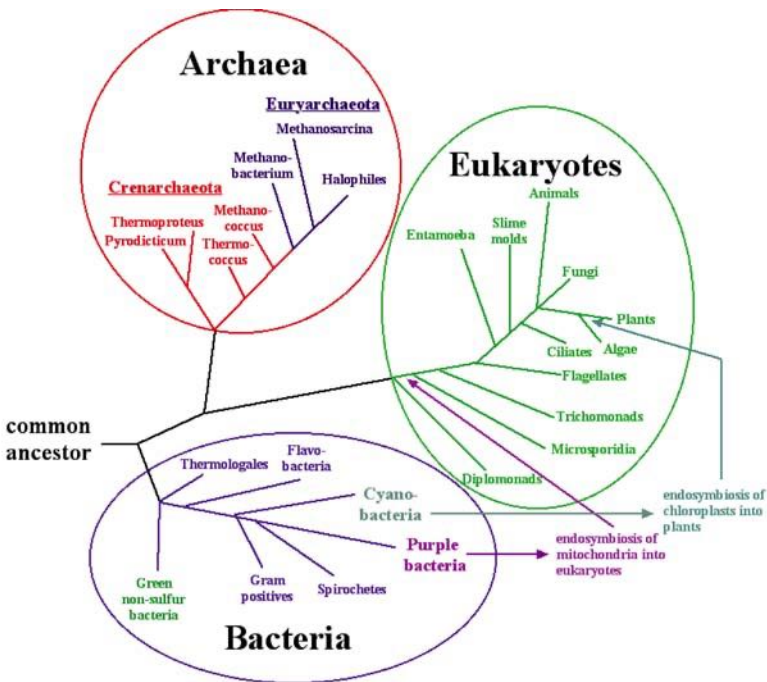 Archaea
Euryarchaeota
Methanosarcina
Methano-
bacterium
Halophiles
Crenarchaeota
Methano-
coccus
Thermoproteus
Pyrodicticum
Thermo-
coccus
Eukaryotes
Animals
Slime
molds
Entamoeba
Fungi
Plants
Ciliates
Algae
Flagellates
Trichomonads
Microsporidia
Diplomonads
common
ancestor
Thermologales
Flavo-
bacteria
Cyano-
bacteria
endosymbiosis of
chloroplasts into
plants
Purple
bacteria
endosymbiosis of
mitochondria into
eukaryotes
Green
non-sulfur
bacteria
Gram
positives
Spirochetes
Bacteria